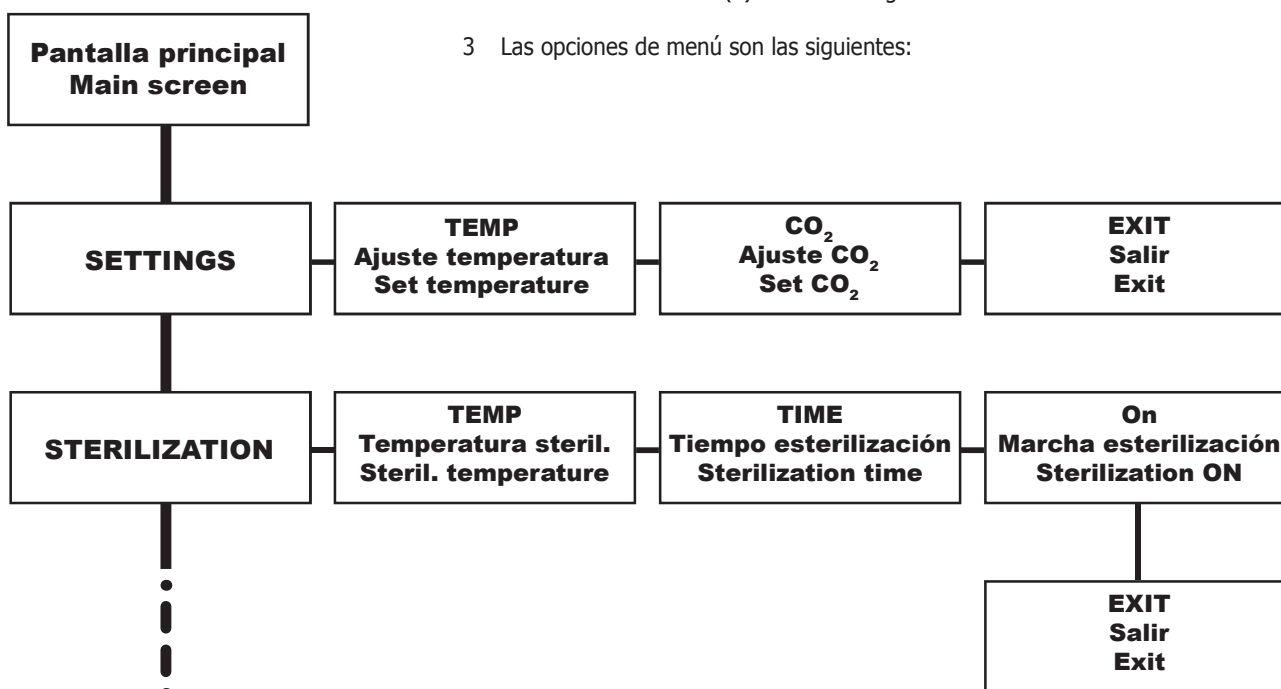 3 Las opciones de menú son las siguientes:
Pantalla principal
Main screen
SETTINGS
TEMP
Ajuste temperatura
Set temperature
CO₂
Ajuste CO₂
Set CO₂
EXIT
Salir
Exit
STERILIZATION
TEMP
Temperatura steril.
Steril. temperature
TIME
Tiempo esterilización
Sterilization time
On
Marcha esterilización
Sterilization ON
EXIT
Salir
Exit